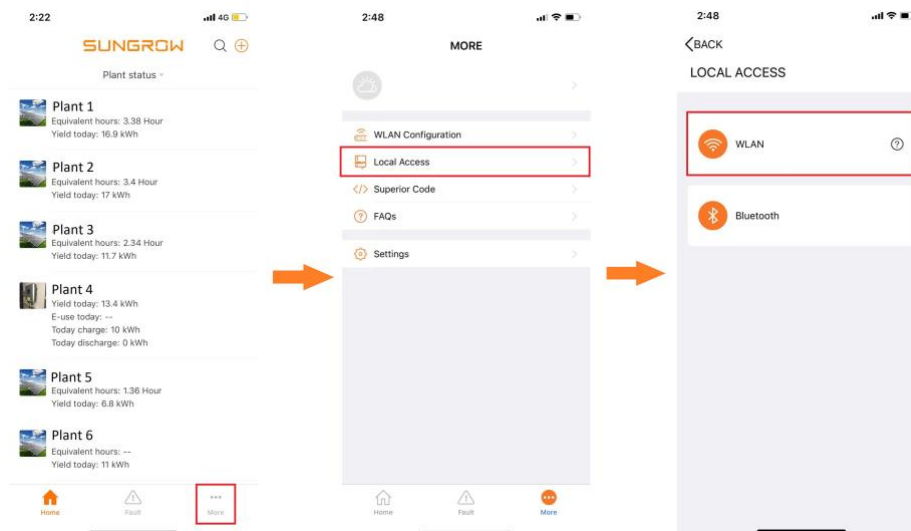 2:22
4G
SUNGROW
Plant status
Plant 1
Equivalent hours: 3.38 Hour
Yield today: 16.9 kWh
Plant 2
Equivalent hours: 3.4 Hour
Yield today: 17 kWh
Plant 3
Equivalent hours: 2.34 Hour
Yield today: 11.7 kWh
Plant 4
Yield today: 13.4 kWh
E-use today: --
Today charge: 10 kWh
Today discharge: 0 kWh
Plant 5
Equivalent hours: 1.36 Hour
Yield today: 6.8 kWh
Plant 6
Equivalent hours: --
Yield today: 11 kWh
Home
Fault
More
2:48
MORE
WLAN Configuration
Local Access
</> Superior Code
? FAQs
Settings
Home
Fault
More
2:48
<BACK
LOCAL ACCESS
WLAN
?
Bluetooth